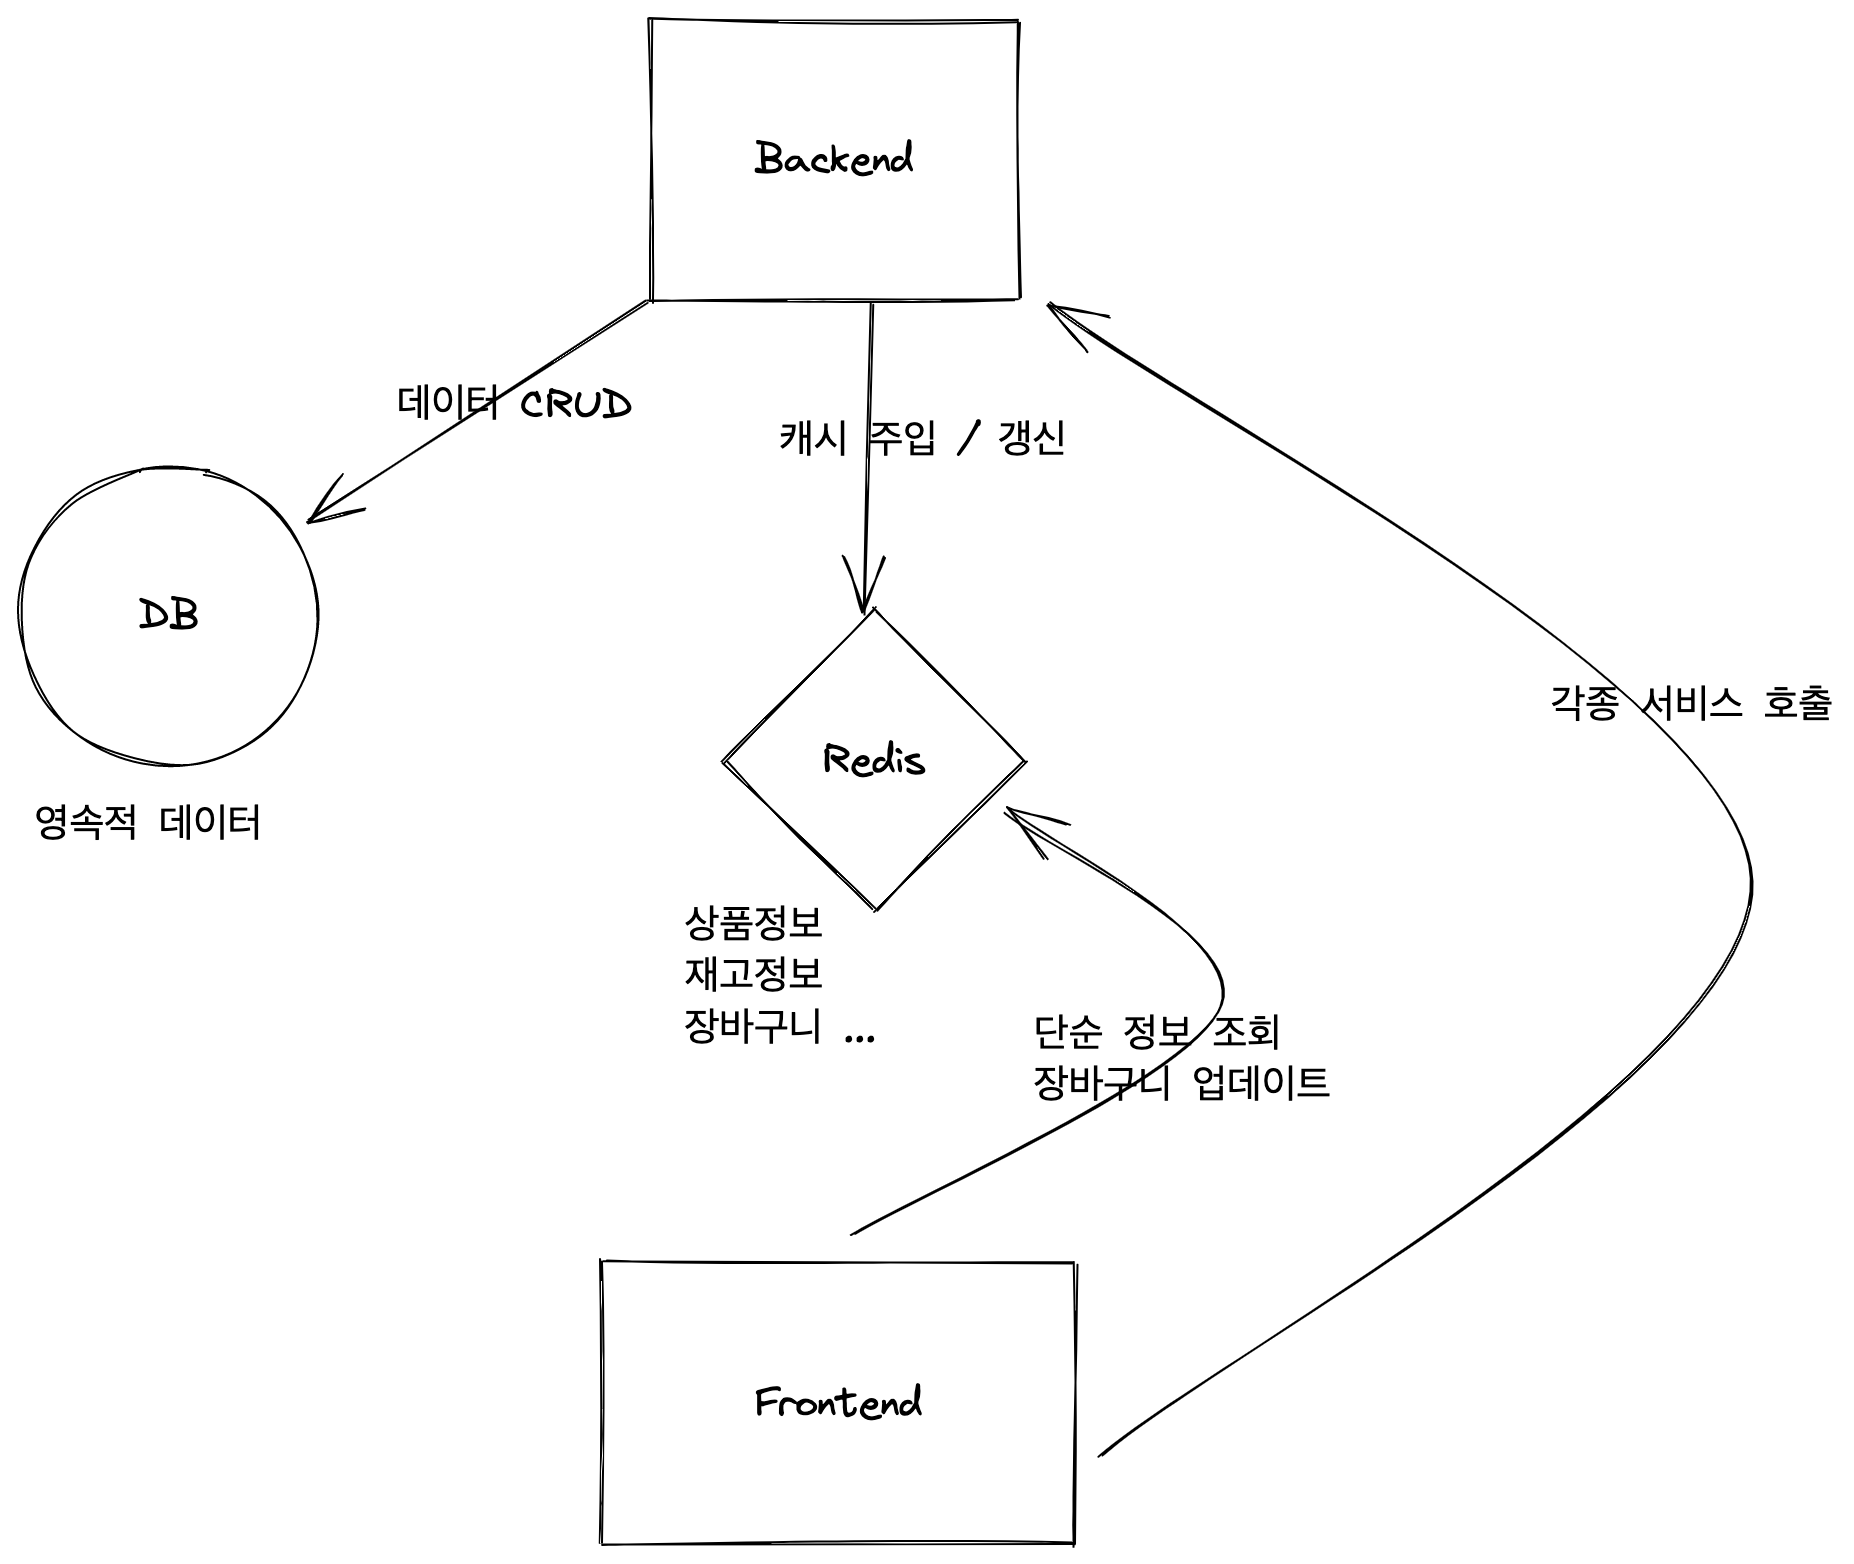 Backend
데이터 CRUD
캐시 주입 / 갱신
DB
각종 서비스 호출
Redis
영속적 데이터
상품정보
재고정보
장바구니 ...
단순 정보 조회
장바구니 업데이트
Frontend